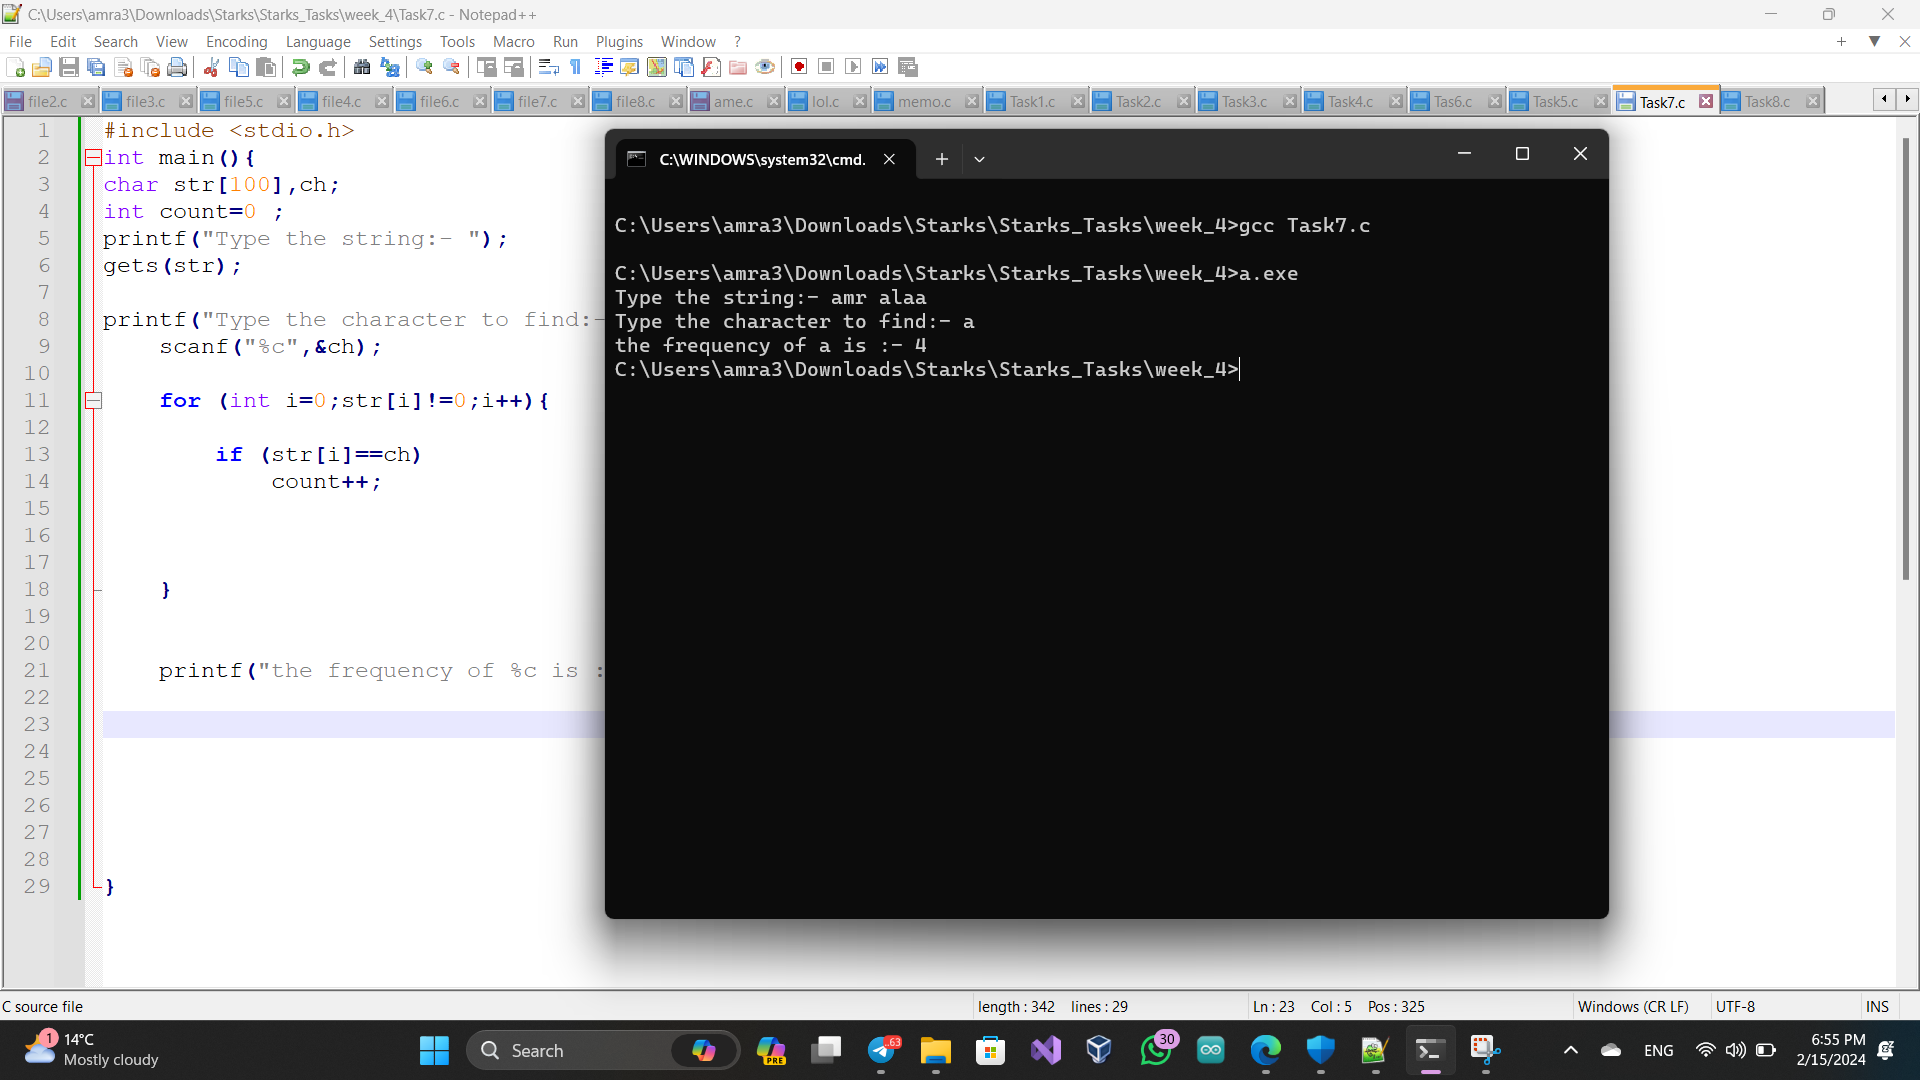 C:\Users\amra3\Downloads\Starks\Starks_Tasks\week_4\Task7.c - Notepad++
File Edit Search View Encoding Language Settings Tools Macro Run Plugins Window ?
file2.c file3.c file5.c file4.c file6.c file7.c file8.c ame.c lol.c memo.c Task1.c Task2.c Task3.c Task4.c Tas6.c Task5.c Task7.c Task8.c
1 #include <stdio.h>
2 int main(){
3 char str[100],ch;
4 int count=0 ;
5 printf("Type the string:- ");
6 gets(str);
7
8 printf("Type the character to find:-
9 scanf("%c",&ch);
10
11 for (int i=0;str[i]!=0;i++){
12
13 if (str[i]==ch)
14 count++;
15
16
17
18 }
19
20
21 printf("the frequency of %c is :
22
23
24
25
26
27
28
29 }
C:\WINDOWS\system32\cmd.
C:\Users\amra3\Downloads\Starks\Starks_Tasks\week_4>gcc Task7.c
C:\Users\amra3\Downloads\Starks\Starks_Tasks\week_4>a.exe
Type the string:- amr alaa
Type the character to find:- a
the frequency of a is :- 4
C:\Users\amra3\Downloads\Starks\Starks_Tasks\week_4>
C source file length : 342 lines : 29 Ln : 23 Col : 5 Pos : 325 Windows (CR LF) UTF-8 INS
1 14°C
Mostly cloudy
Search
PRE
.63
30
ENG
6:55 PM
2/15/2024